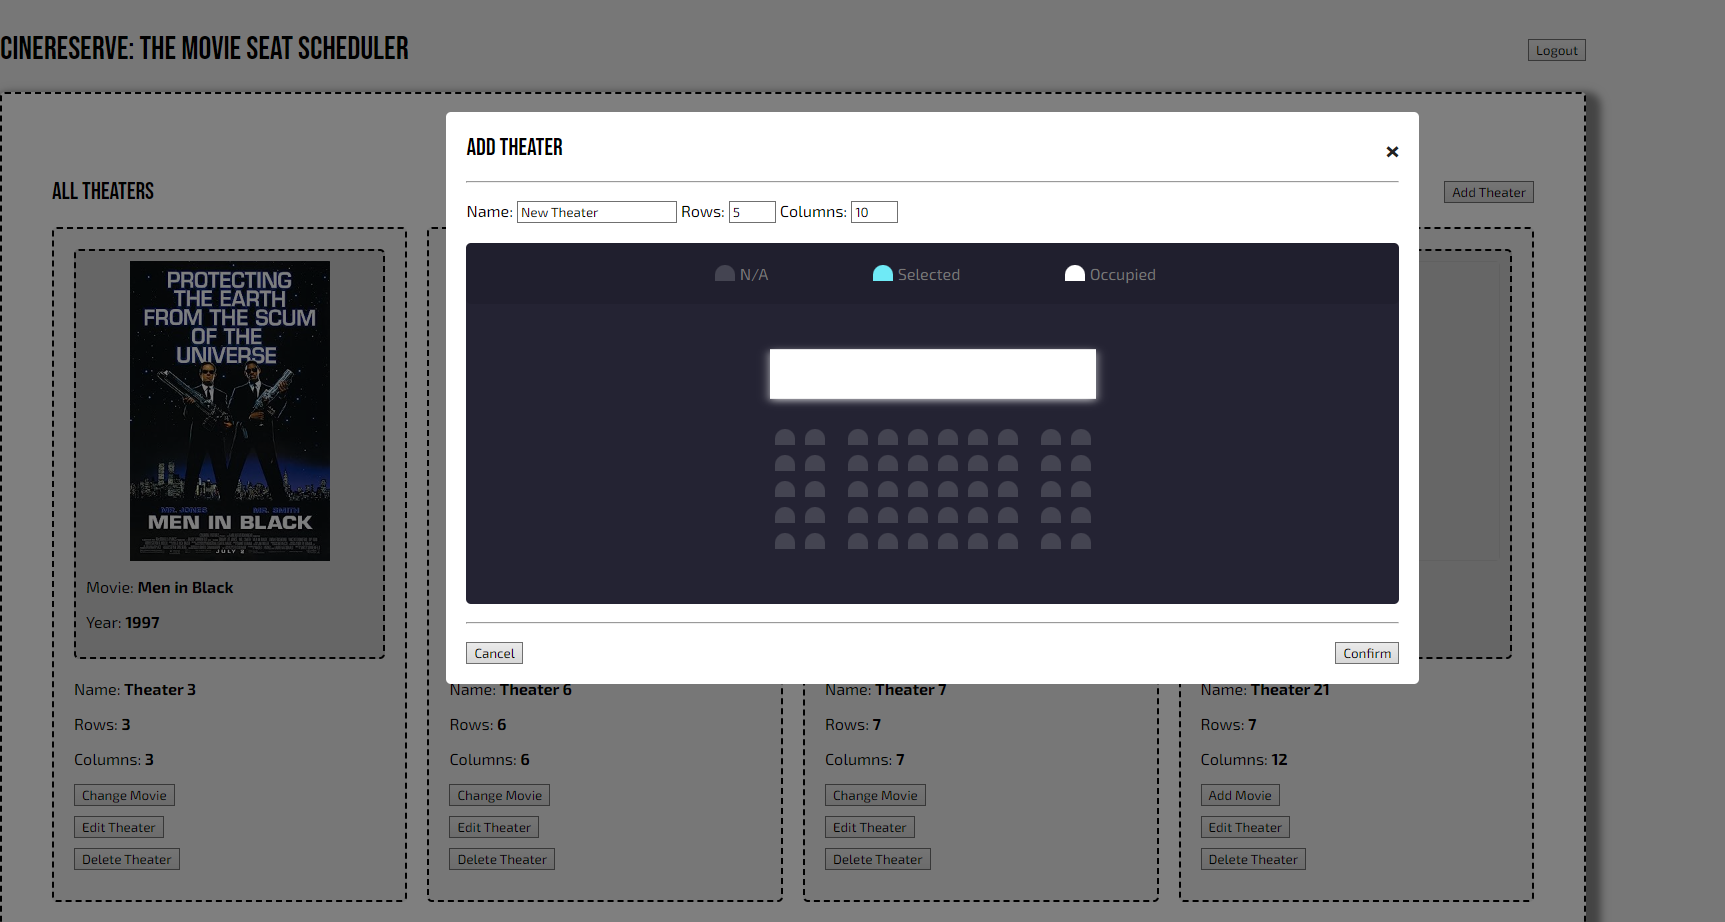 CINERESERVE: THE MOVIE SEAT SCHEDULER
Logout
ADD THEATER
×
ALL THEATERS
Add Theater
Name: New Theater Rows: 5 Columns: 10
N/A Selected Occupied
PROTECTING
THE EARTH
FROM THE SCUM
OF THE
UNIVERSE
MR. JONES MR. SMITH
MEN IN BLACK
JULY 2
Movie: Men in Black
Year: 1997
Cancel Confirm
Name: Theater 3
Rows: 3
Columns: 3
Change Movie
Edit Theater
Delete Theater
Name: Theater 6
Rows: 6
Columns: 6
Change Movie
Edit Theater
Delete Theater
Name: Theater 7
Rows: 7
Columns: 7
Change Movie
Edit Theater
Delete Theater
Name: Theater 21
Rows: 7
Columns: 12
Add Movie
Edit Theater
Delete Theater